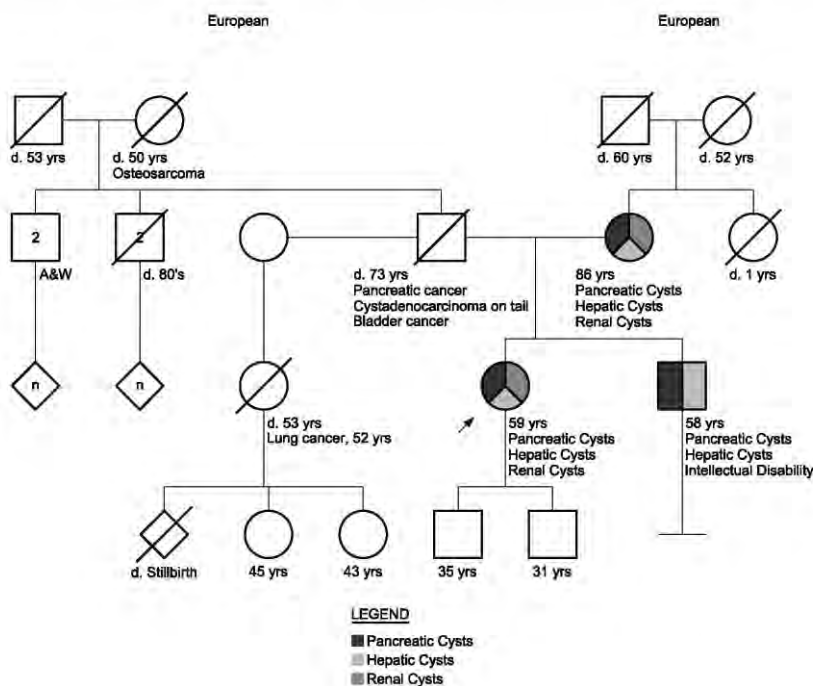 European
European
d. 53 yrs
d. 50 yrs
Osteosarcoma
d. 60 yrs
d. 52 yrs
2
A&W
2
d. 80's
d. 73 yrs
Pancreatic cancer
Cystadenocarcinoma on tail
Bladder cancer
86 yrs
Pancreatic Cysts
Hepatic Cysts
Renal Cysts
d. 1 yrs
n
n
d. 53 yrs
Lung cancer, 52 yrs
59 yrs
Pancreatic Cysts
Hepatic Cysts
Renal Cysts
58 yrs
Pancreatic Cysts
Hepatic Cysts
Intellectual Disability
d. Stillbirth
45 yrs
43 yrs
35 yrs
31 yrs
LEGEND
Pancreatic Cysts
Hepatic Cysts
Renal Cysts